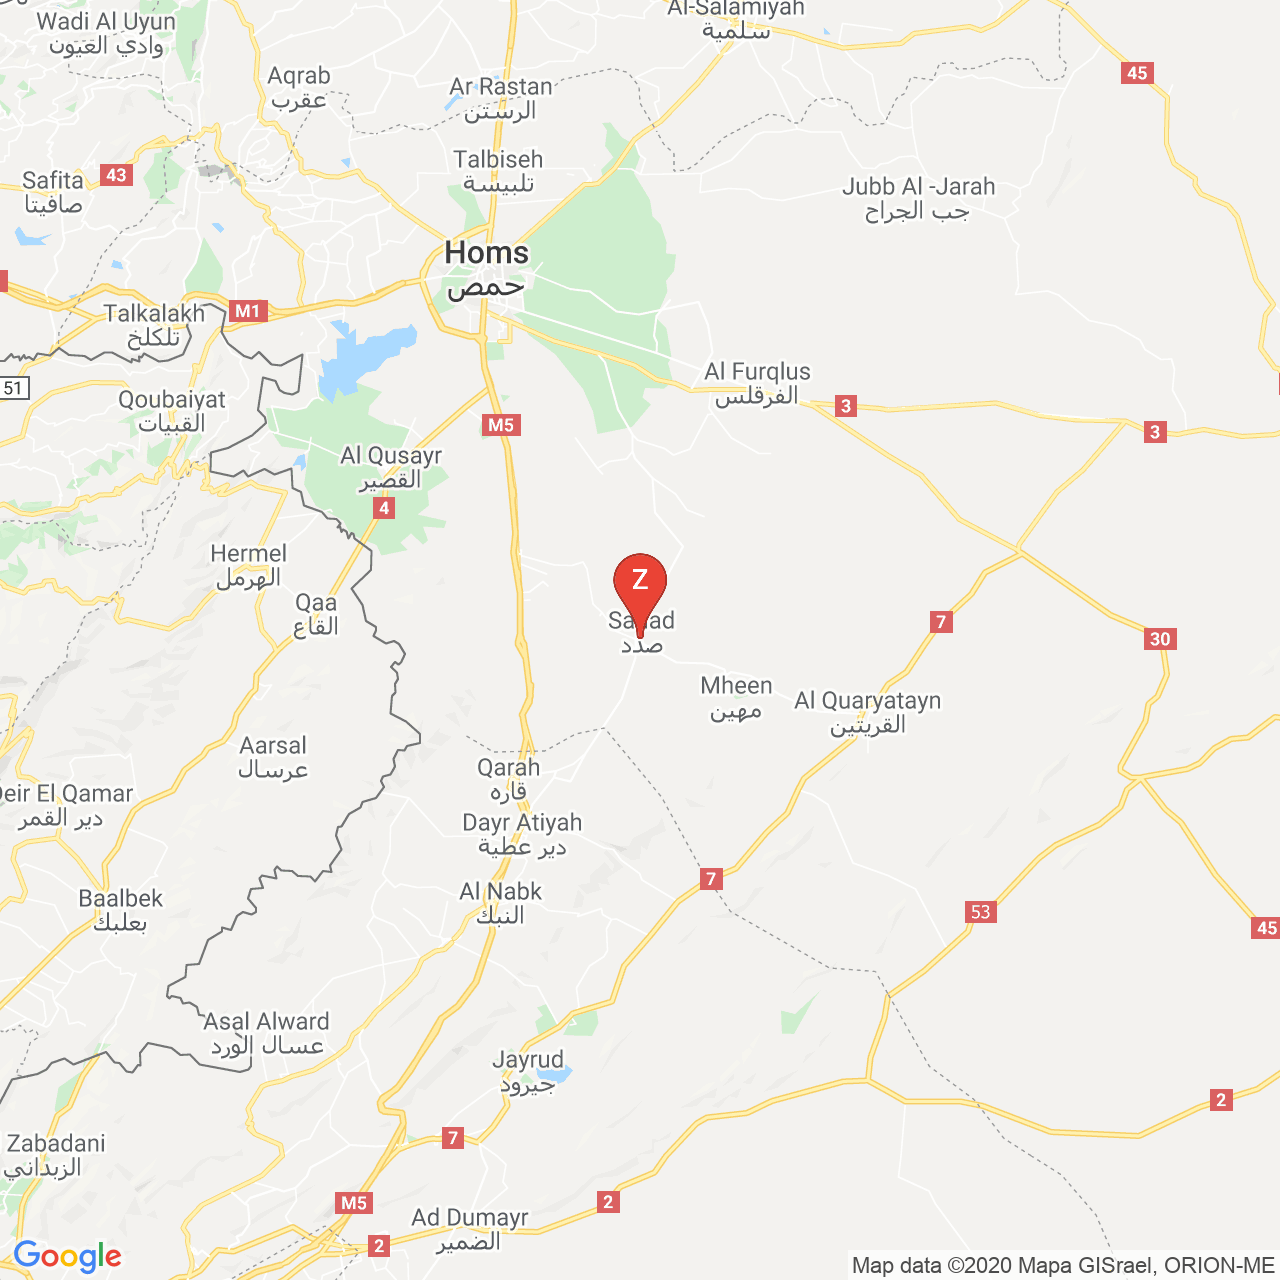 Wadi Al Uyun
وادي العيون
Al-Salamiyah
سلمية
Aqrab
عقرب
Ar Rastan
الرستن
45
Talbiseh
تلبيسة
43
Safita
صافيتا
Jubb Al -Jarah
جب الجراح
Homs
حمص
M1
Talkalakh
تلكلخ
51
Qoubaiyat
القبيات
Al Furqlus
الفرقلس
3
M5
3
Al Qusayr
القصير
4
Hermel
الهرمل
Qaa
القاع
Z
صدد
7
30
Mheen
مهين
Al Quaryatayn
القريتين
Aarsal
عرسال
Qarah
قارة
Deir El Qamar
دير القمر
Dayr Atiyah
دير عطية
7
Al Nabk
النبك
Baalbek
بعلبك
53
45
Asal Alward
عسال الورد
Jayrud
جيرود
2
7
Zabadani
الزبداني
M5
2
Ad Dumayr
الضمير
2
Google
Map data ©2020 Mapa GISrael, ORION-ME